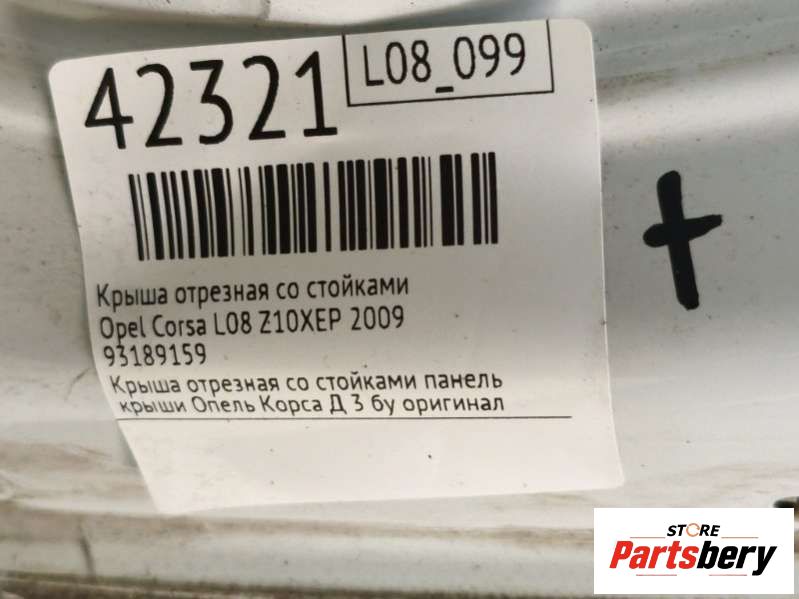 42321
L08_099
Крыша отрезная со стойками
Opel Corsa L08 Z10XEP 2009
93189159
Крыша отрезная со стойками панель
крыши Опель Корса Д 3 бу оригинал
STORE
Partsbery